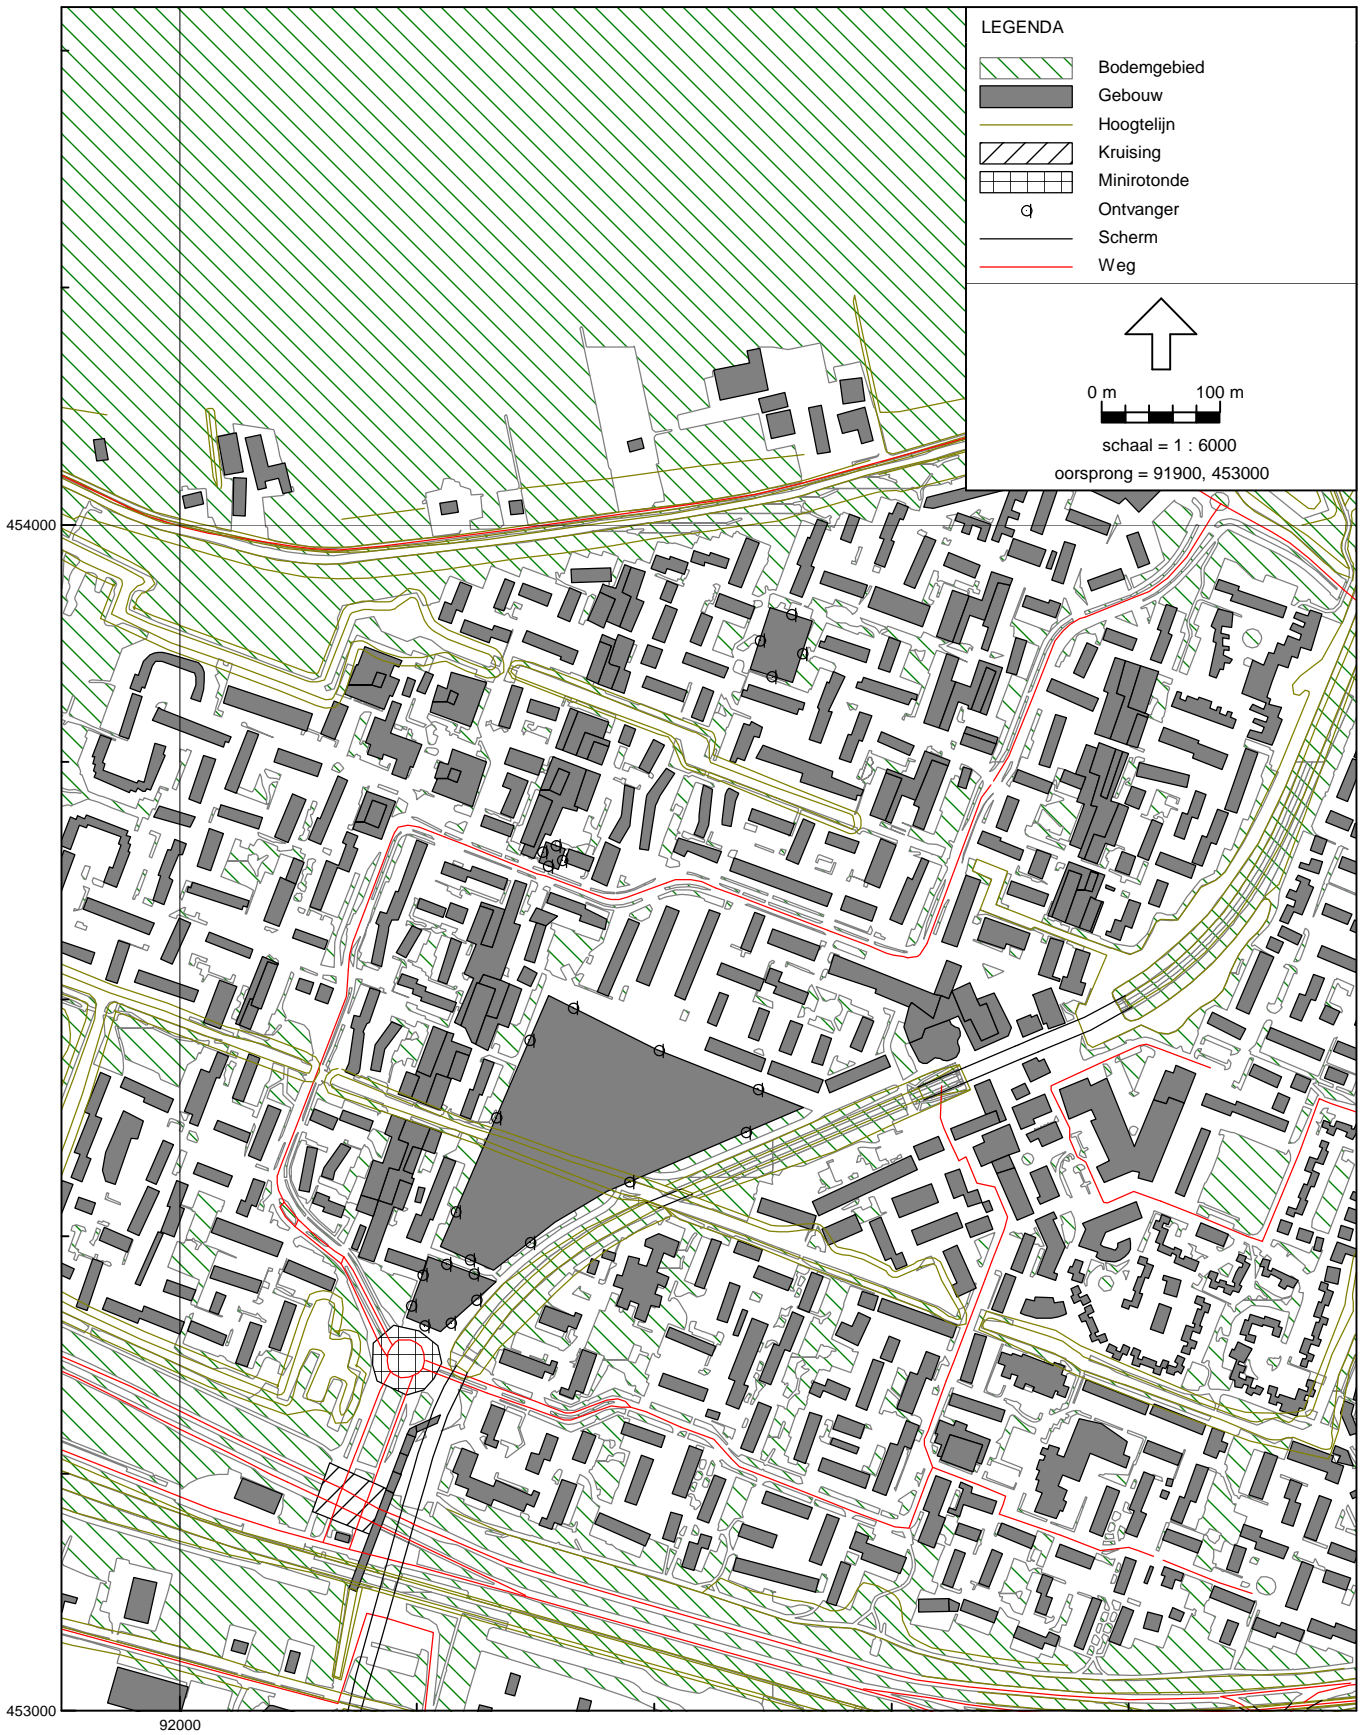 LEGENDA
Bodemgebied
Gebouw
Hoogtelijn
Kruising
Minirotonde
Ontvanger
Scherm
Weg
0 m 100 m
schaal = 1 : 6000
oorsprong = 91900, 453000
454000
453000
92000